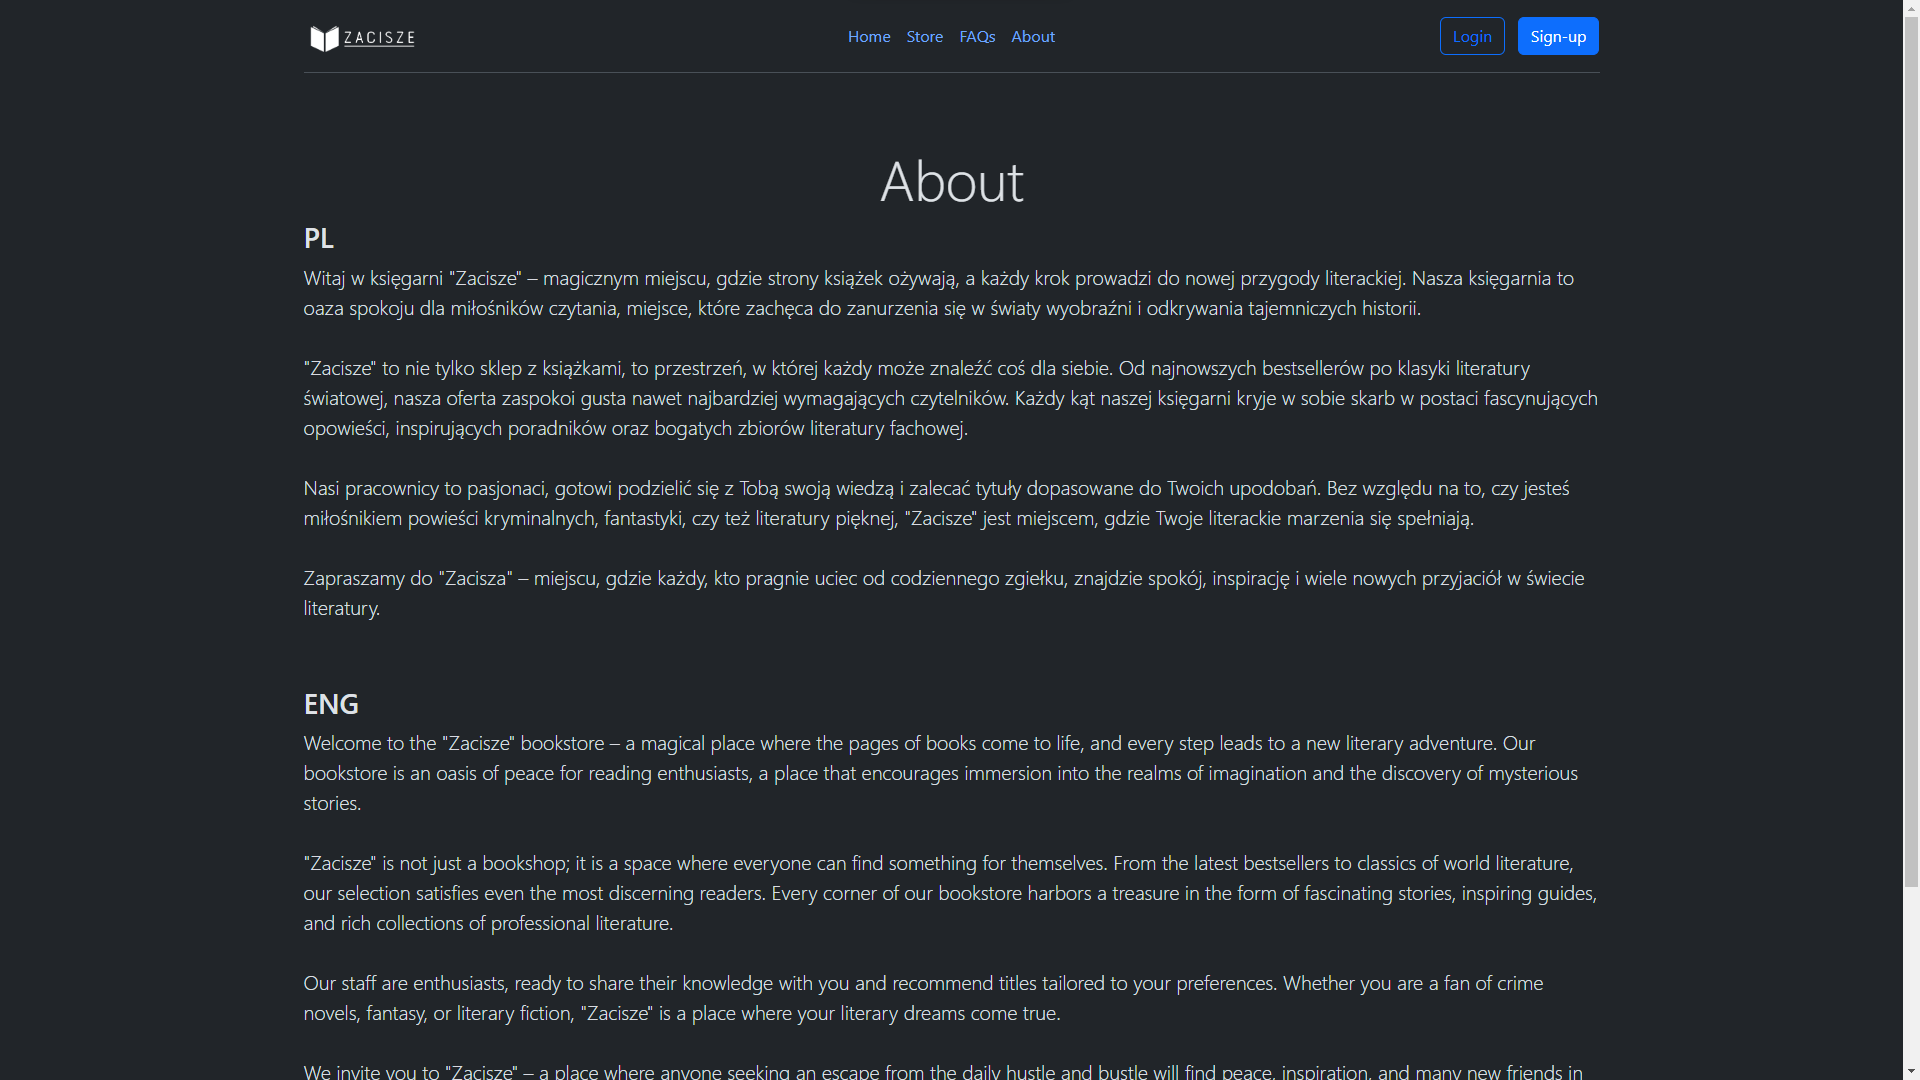 ZACISZE
Home Store FAQs About
Login Sign-up
About
PL
Witaj w księgarni "Zacisze" – magicznym miejscu, gdzie strony książek ożywają, a każdy krok prowadzi do nowej przygody literackiej. Nasza księgarnia to
oaza spokoju dla miłośników czytania, miejsce, które zachęca do zanurzenia się w światy wyobraźni i odkrywania tajemniczych historii.
"Zacisze" to nie tylko sklep z książkami, to przestrzeń, w której każdy może znaleźć coś dla siebie. Od najnowszych bestsellerów po klasyki literatury
światowej, nasza oferta zaspokoi gusta nawet najbardziej wymagających czytelników. Każdy kąt naszej księgarni kryje w sobie skarb w postaci fascynujących
opowieści, inspirujących poradników oraz bogatych zbiorów literatury fachowej.
Nasi pracownicy to pasjonaci, gotowi podzielić się z Tobą swoją wiedzą i zalecać tytuły dopasowane do Twoich upodobań. Bez względu na to, czy jesteś
miłośnikiem powieści kryminalnych, fantastyki, czy też literatury pięknej, "Zacisze" jest miejscem, gdzie Twoje literackie marzenia się spełniają.
Zapraszamy do "Zacisza" – miejscu, gdzie każdy, kto pragnie uciec od codziennego zgiełku, znajdzie spokój, inspirację i wiele nowych przyjaciół w świecie
literatury.
ENG
Welcome to the "Zacisze" bookstore – a magical place where the pages of books come to life, and every step leads to a new literary adventure. Our
bookstore is an oasis of peace for reading enthusiasts, a place that encourages immersion into the realms of imagination and the discovery of mysterious
stories.
"Zacisze" is not just a bookshop; it is a space where everyone can find something for themselves. From the latest bestsellers to classics of world literature,
our selection satisfies even the most discerning readers. Every corner of our bookstore harbors a treasure in the form of fascinating stories, inspiring guides,
and rich collections of professional literature.
Our staff are enthusiasts, ready to share their knowledge with you and recommend titles tailored to your preferences. Whether you are a fan of crime
novels, fantasy, or literary fiction, "Zacisze" is a place where your literary dreams come true.
We invite you to "Zacisze" – a place where anyone seeking an escape from the daily hustle and bustle will find peace, inspiration, and many new friends in